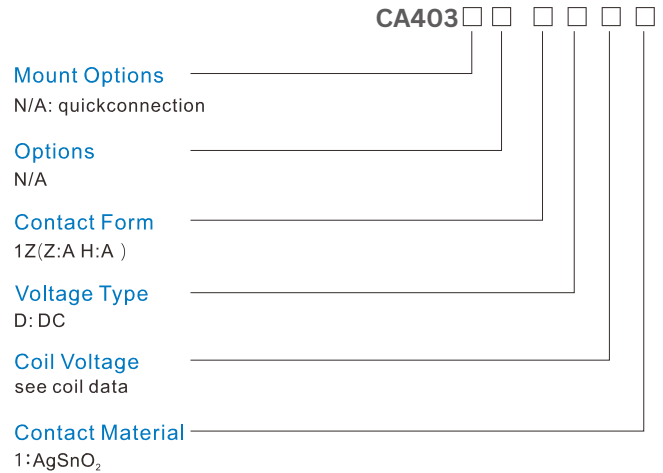 CA403□□ □□□□
Mount Options
N/A: quickconnection
Options
N/A
Contact Form
1Z(Z:A H:A )
Voltage Type
D: DC
Coil Voltage
see coil data
Contact Material
1:AgSnO₂